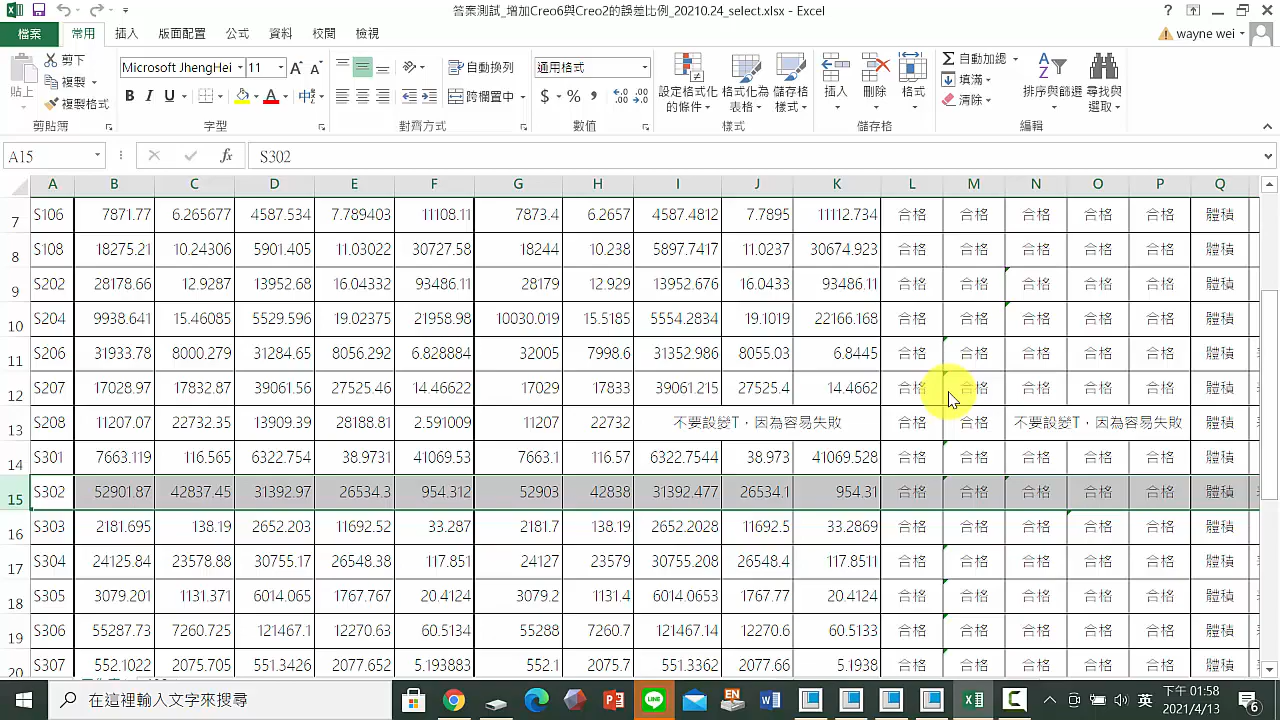 答案測試_增加Creo6與Creo2的誤差比例_20210.24_select.xlsx - Excel
檔案 常用 插入 版面配置 公式 資料 校閱 檢視 wayne wei
貼上 剪下 複製 複製格式 剪貼簿
Microsoft JhengHei 11 B I U 字型
自動換列 跨欄置中 對齊方式
通用格式 $ % 數值
設定格式化的條件 格式化為表格 儲存格樣式 樣式
插入 刪除 格式 儲存格
自動加總 填滿 清除 排序與篩選 尋找與選取 編輯
A15 fx S302
A B C D E F G H I J K L M N O P Q
7 S106 7871.77 6.265677 4587.534 7.789403 11108.11 7873.4 6.2657 4587.4812 7.7895 11112.734 合格 合格 合格 合格 合格 體積
8 S108 18275.21 10.24306 5901.405 11.03022 30727.58 18244 10.238 5897.7417 11.0237 30674.923 合格 合格 合格 合格 合格 體積
9 S202 28178.66 12.9287 13952.68 16.04332 93486.11 28179 12.929 13952.676 16.0433 93486.11 合格 合格 合格 合格 合格 體積
10 S204 9938.641 15.46085 5529.596 19.02375 21958.98 10030.019 15.5185 5554.2834 19.1019 22166.168 合格 合格 合格 合格 合格 體積
11 S206 31933.78 8000.279 31284.65 8056.292 6.828884 32005 7998.6 31352.986 8055.03 6.8445 合格 合格 合格 合格 合格 體積
12 S207 17028.97 17832.87 39061.56 27525.46 14.46622 17029 17833 39061.215 27525.4 14.4662 合格 合格 合格 合格 合格 體積
13 S208 11207.07 22732.35 13909.39 28188.81 2.591009 11207 22732 不要設變T，因為容易失敗 合格 合格 不要設變T，因為容易失敗 體積
14 S301 7663.119 116.565 6322.754 38.9731 41069.53 7663.1 116.57 6322.7544 38.973 41069.528 合格 合格 合格 合格 合格 體積
15 S302 52901.87 42837.45 31392.97 26534.3 954.312 52903 42838 31392.477 26534.1 954.31 合格 合格 合格 合格 合格 體積
16 S303 2181.695 138.19 2652.203 11692.52 33.287 2181.7 138.19 2652.2028 11692.5 33.2869 合格 合格 合格 合格 合格 體積
17 S304 24125.84 23578.88 30755.17 26548.38 117.851 24127 23579 30755.208 26548.4 117.8511 合格 合格 合格 合格 合格 體積
18 S305 3079.201 1131.371 6014.065 1767.767 20.4124 3079.2 1131.4 6014.0653 1767.77 20.4124 合格 合格 合格 合格 合格 體積
19 S306 55287.73 7260.725 121467.1 12270.63 60.5134 55288 7260.7 121467.14 12270.6 60.5133 合格 合格 合格 合格 合格 體積
20 S307 552.1022 2075.705 551.3426 2077.652 5.193883 552.1 2075.7 551.3362 2077.66 5.1938 合格 合格 合格 合格 合格 體積
在這裡輸入文字來搜尋 LINE EN 英 下午 01:58
2021/4/13 6